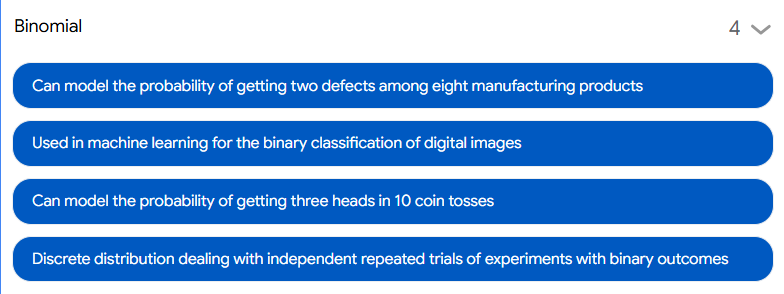 Binomial 4
Can model the probability of getting two defects among eight manufacturing products
Used in machine learning for the binary classification of digital images
Can model the probability of getting three heads in 10 coin tosses
Discrete distribution dealing with independent repeated trials of experiments with binary outcomes